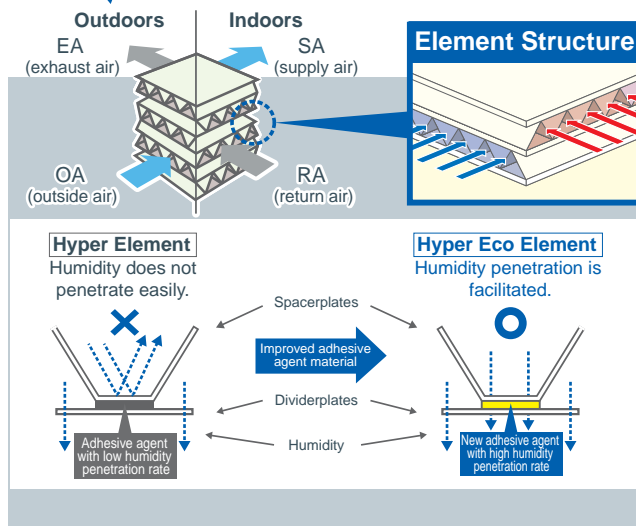 Outdoors
Indoors
EA
(exhaust air)
SA
(supply air)
Element Structure
OA
(outside air)
RA
(return air)
Hyper Element
Humidity does not
penetrate easily.
Hyper Eco Element
Humidity penetration is
facilitated.
Spacerplates
Improved adhesive
agent material
Dividerplates
Humidity
Adhesive agent
with low humidity
penetration rate
New adhesive agent
with high humidity
penetration rate